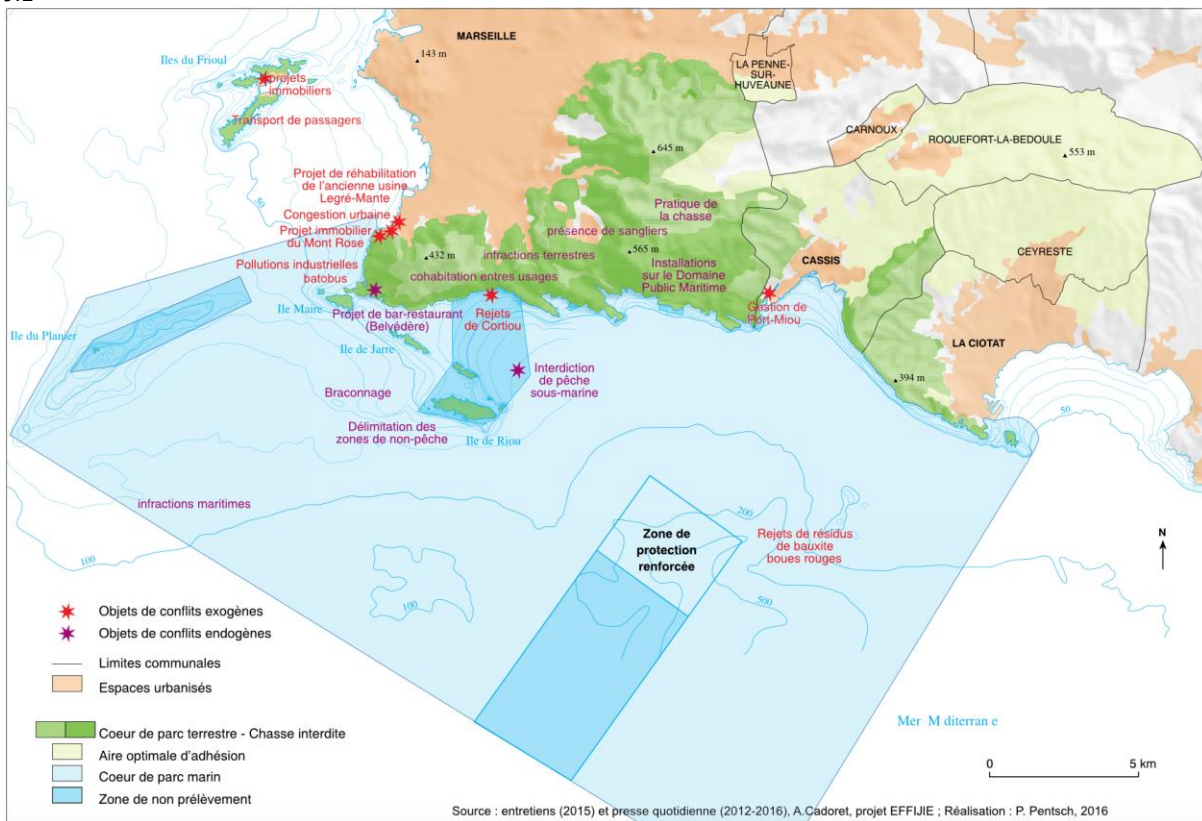 MARSEILLE
Iles du Frioul
143 m
LA PENNE-
SUR-
HUVEAUNE
projets
immobiliers
Transport de passagers
CARNOUX
ROQUEFORT-LA-BEDOULE
645 m
553 m
50
Projet de réhabilitation
de l'ancienne usine
Legré-Mante
Congestion urbaine
Projet immobilier
du Mont Rose
Pratique de
la chasse
présence de sangliers
432 m
infractions terrestres
565 m
CASSIS
CEYRESTE
Pollutions industrielles
batobus
cohabitation entres usages
Installations
sur le Domaine
Public Maritime
Ile Maire
Projet de bar-restaurant
(Belvédère)
Rejets
de Cortiou
Gestion de
Port-Miou
Ile du Planier
LA CIOTAT
Ile de Jarre
Interdiction
de pêche
sous-marine
394 m
Braconnage
Délimitation des
zones de non-pêche
Ile de Riou
50
infractions maritimes
200
Zone de
protection
renforcée
Rejets de résidus
de bauxite
boues rouges
N
100
100
500
Objets de conflits exogènes
Objets de conflits endogènes
Limites communales
Espaces urbanisés
Coeur de parc terrestre - Chasse interdite
Aire optimale d'adhésion
Coeur de parc marin
Zone de non prélèvement
Mer M diterran e
0 5 km
Source : entretiens (2015) et presse quotidienne (2012-2016), A.Cadoret, projet EFFIJIE ; Réalisation : P. Pentsch, 2016